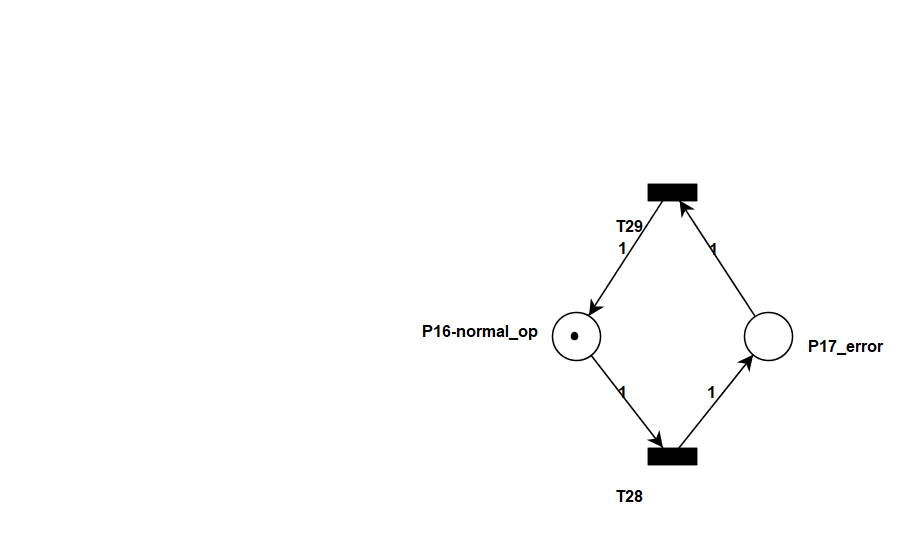 T29
1
1
P16-normal_op
P17_error
1
1
T28